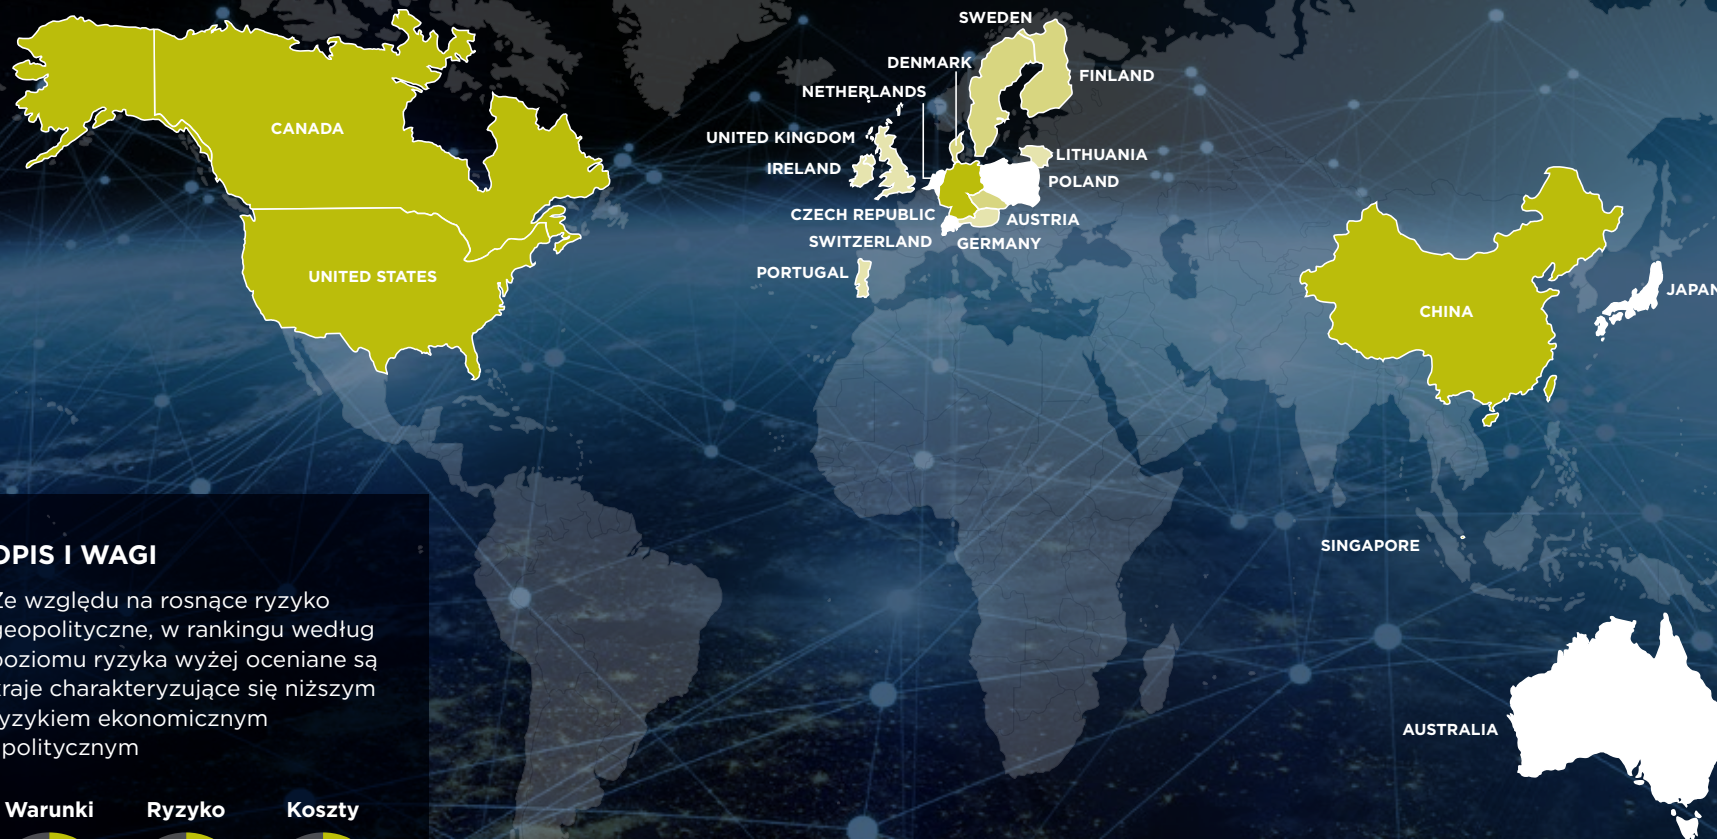 SWEDEN
DENMARK
FINLAND
NETHERLANDS
CANADA
UNITED KINGDOM
LITHUANIA
IRELAND
POLAND
CZECH REPUBLIC
AUSTRIA
SWITZERLAND
GERMANY
PORTUGAL
UNITED STATES
JAPAN
CHINA
SINGAPORE
OPIS I WAGI
Ze względu na rosnące ryzyko
geopolityczne, w rankingu według
poziomu ryzyka wyżej oceniane są
kraje charakteryzujące się niższym
ryzykiem ekonomicznym
politycznym
AUSTRALIA
Warunki
Ryzyko
Koszty